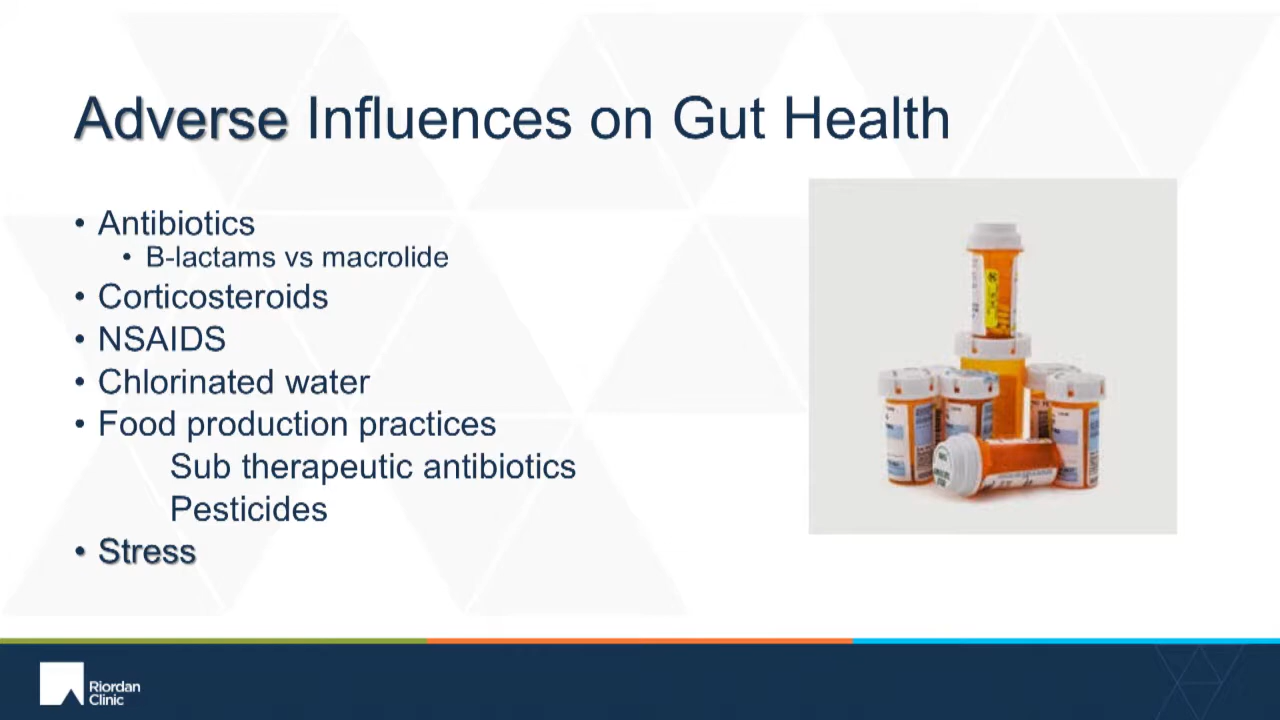 Adverse Influences on Gut Health
• Antibiotics
• B-lactams vs macrolide
• Corticosteroids
• NSAIDS
• Chlorinated water
• Food production practices
Sub therapeutic antibiotics
Pesticides
• Stress
Riordan
Clinic